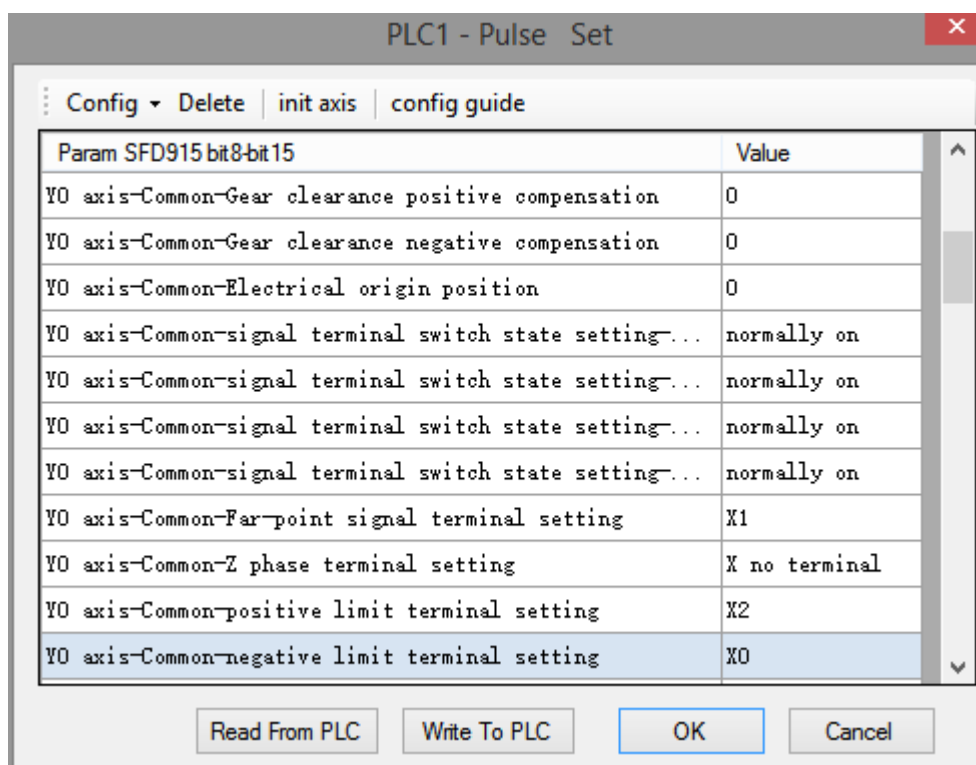 PLC1 - Pulse Set
Config Delete init axis config guide
Param SFD915 bit8-bit15 Value
Y0 axis-Common-Gear clearance positive compensation 0
Y0 axis-Common-Gear clearance negative compensation 0
Y0 axis-Common-Electrical origin position 0
Y0 axis-Common-signal terminal switch state setting-... normally on
Y0 axis-Common-signal terminal switch state setting-... normally on
Y0 axis-Common-signal terminal switch state setting-... normally on
Y0 axis-Common-signal terminal switch state setting-... normally on
Y0 axis-Common-Far-point signal terminal setting X1
Y0 axis-Common-Z phase terminal setting X no terminal
Y0 axis-Common-positive limit terminal setting X2
Y0 axis-Common-negative limit terminal setting X0
Read From PLC Write To PLC OK Cancel